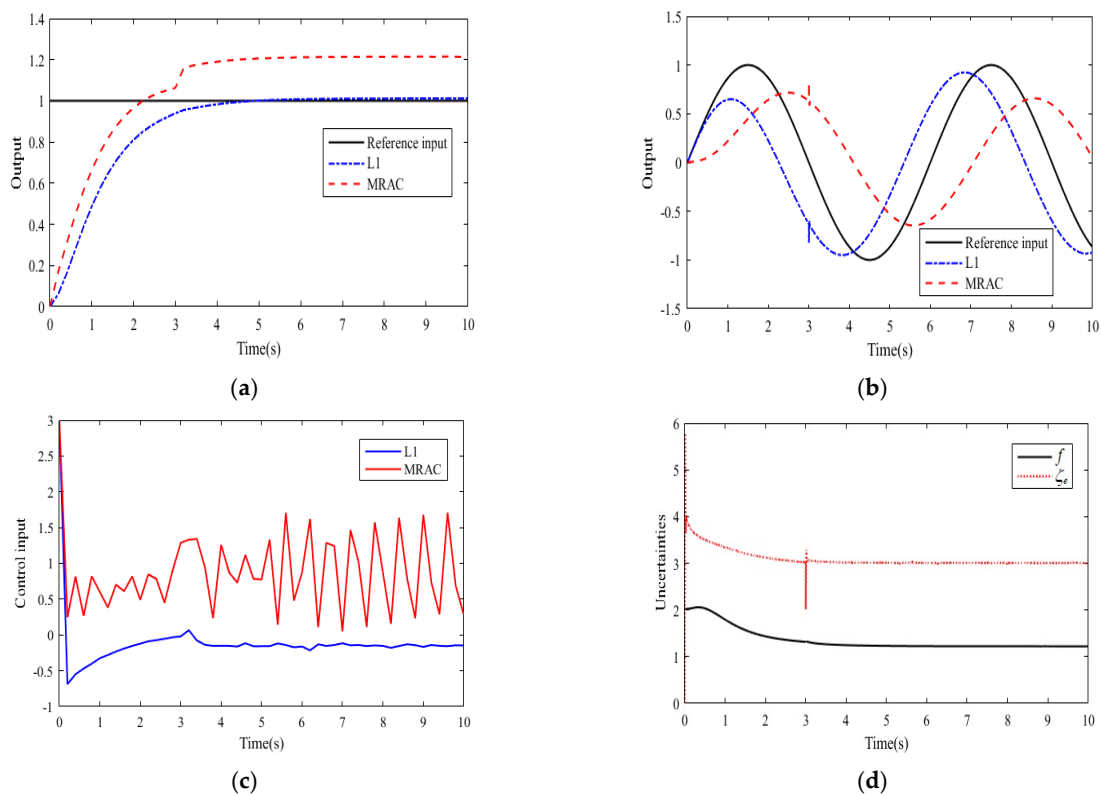 1.4
1.2
1
0.8
0.6
0.4
0.2
0
Output
Reference input
L1
MRAC
0 1 2 3 4 5 6 7 8 9 10
Time(s)
(a)
1.5
1
0.5
0
-0.5
-1
-1.5
Output
Reference input
L1
MRAC
0 1 2 3 4 5 6 7 8 9 10
Time(s)
(b)
3
2.5
2
1.5
1
0.5
0
-0.5
-1
Control input
L1
MRAC
0 1 2 3 4 5 6 7 8 9 10
Time(s)
(c)
6
5
4
3
2
1
0
Uncertainties
f
ζe
0 1 2 3 4 5 6 7 8 9 10
Time(s)
(d)